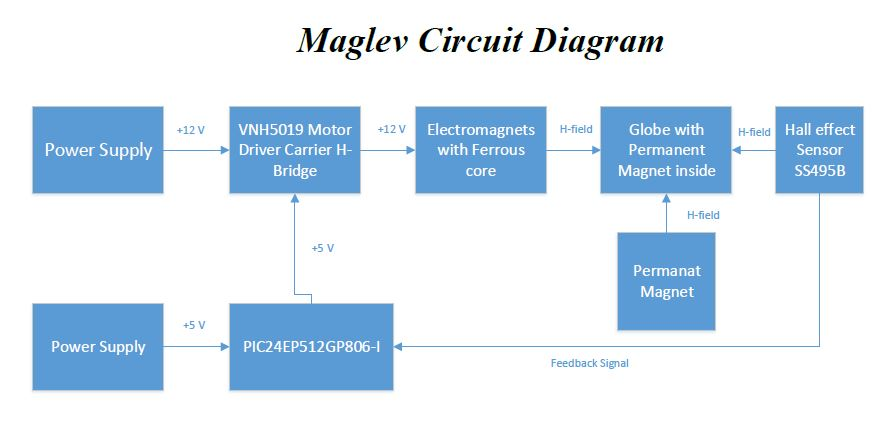 Maglev Circuit Diagram
Power Supply
+12 V
VNH5019 Motor
Driver Carrier H-
Bridge
+12 V
Electromagnets
with Ferrous
core
H-field
Globe with
Permanent
Magnet inside
H-field
Hall effect
Sensor
SS495B
H-field
+5 V
Permanat
Magnet
Power Supply
+5 V
PIC24EP512GP806-I
Feedback Signal